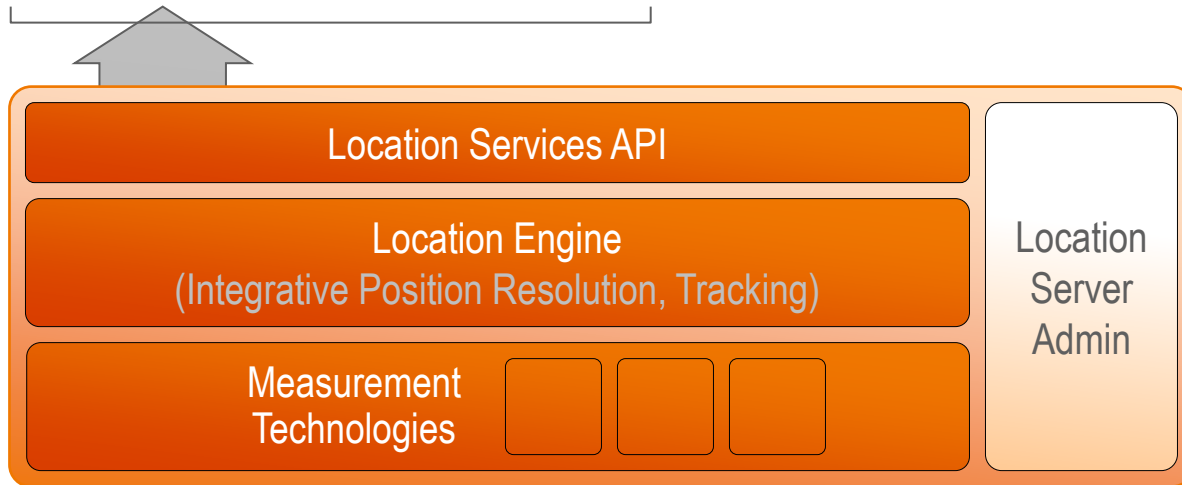 Location Services API
Location Engine
(Integrative Position Resolution, Tracking)
Measurement
Technologies
Location
Server
Admin